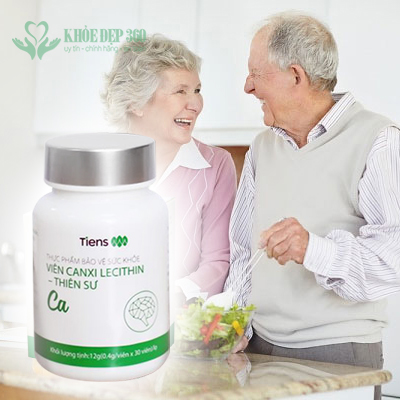 KHỎE ĐẸP 360
uy tín - chính hãng
Tiens
THỰC PHẨM BẢO VỆ SỨC KHỎE
VIÊN CANXI LECITHIN
– THIÊN SƯ
Ca
Khối lượng tịnh:12g(0.4g/viên x 30 viên)/lọ